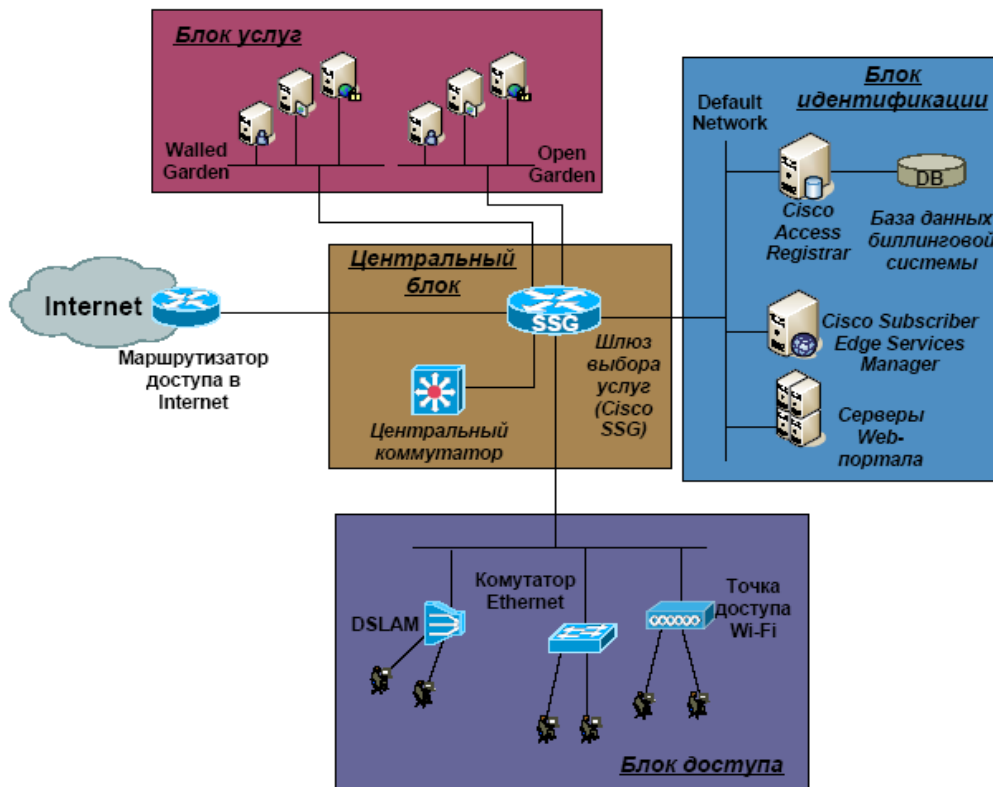 Блок услуг
Walled
Garden
Open
Garden
Блок
идентификации
Default
Network
Cisco
Access
Registrar
DB
База данных
биллинговой
системы
Cisco Subscriber
Edge Services
Manager
Серверы
Web-
портала
Центральный
блок
SSG
Шлюз
выбора
услуг
(Cisco
SSG)
Центральный
коммутатор
Internet
Маршрутизатор
доступа в
Internet
DSLAM
Комутатор
Ethernet
Точка
доступа
Wi-Fi
Блок доступа